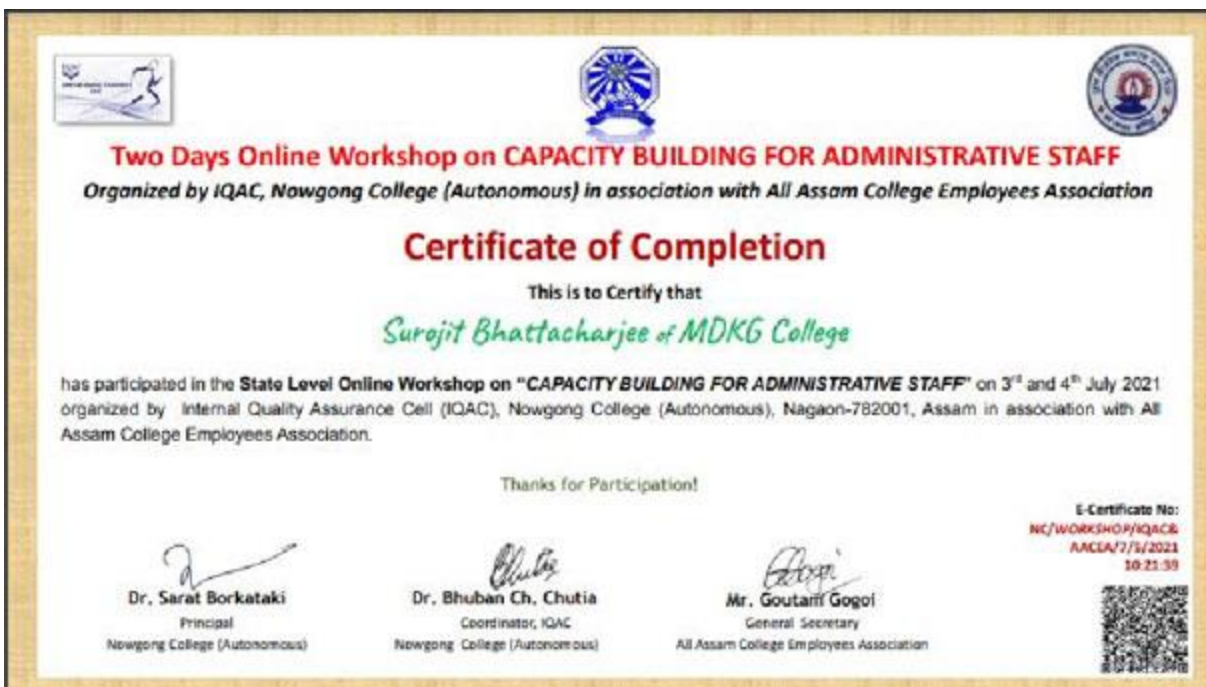 Two Days Online Workshop on CAPACITY BUILDING FOR ADMINISTRATIVE STAFF
Organized by IQAC, Nowgong College (Autonomous) in association with All Assam College Employees Association
Certificate of Completion
This is to Certify that
Surojit Bhattacharjee of MDKG College
has participated in the State Level Online Workshop on "CAPACITY BUILDING FOR ADMINISTRATIVE STAFF" on 3rd and 4th July 2021
organized by Internal Quality Assurance Cell (IQAC), Nowgong College (Autonomous), Nagaon-782001, Assam in association with All
Assam College Employees Association.
Thanks for Participation!
E-Certificate No:
NC/WORKSHOP/IQAC&
AACEA/7/5/2021
10:21:39
Dr. Sarat Borkataki
Principal
Nowgong College (Autonomous)
Dr. Bhuban Ch. Chutia
Coordinator, IQAC
Nowgong College (Autonomous)
Mr. Goutam Gogoi
General Secretary
All Assam College Employees Association